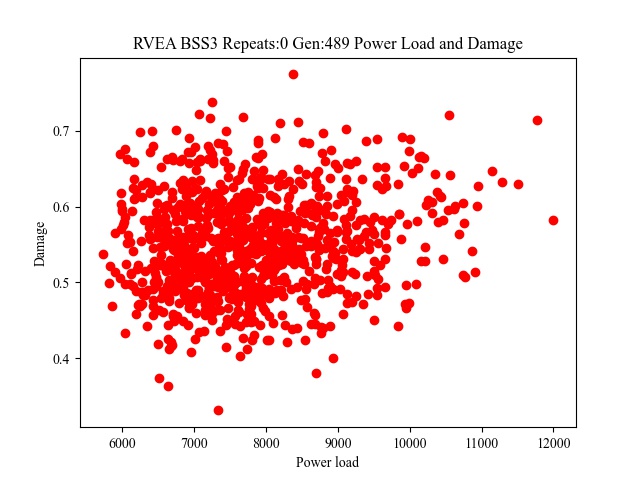 RVEA BSS3 Repeats:0 Gen:489 Power Load and Damage
0.7
0.6
0.5
0.4
Damage
6000 7000 8000 9000 10000 11000 12000
Power load